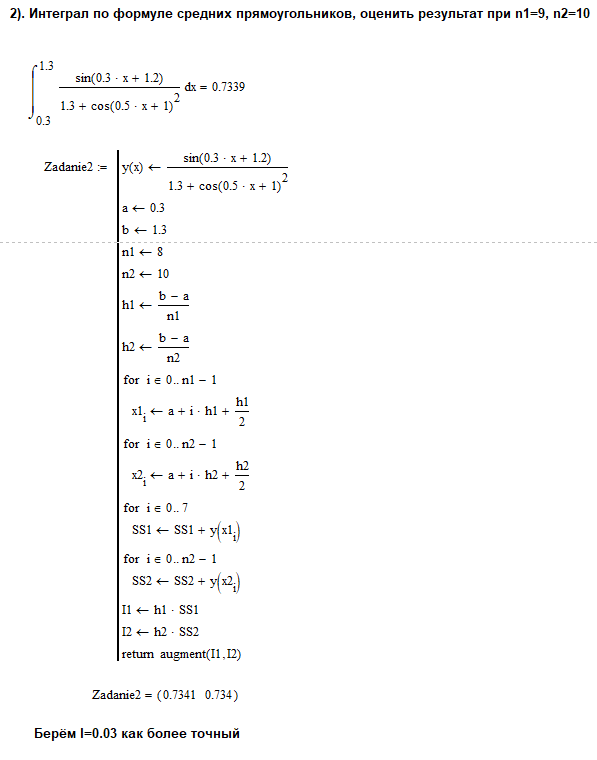 2). Интеграл по формуле средних прямоугольников, оценить результат при n1=9, n2=10
∫_{0.3}^{1.3} sin(0.3 · x + 1.2) / (1.3 + cos(0.5 · x + 1)^2) dx = 0.7339
Zadanie2 := y(x) ← sin(0.3 · x + 1.2) / (1.3 + cos(0.5 · x + 1)^2)
a ← 0.3
b ← 1.3
n1 ← 8
n2 ← 10
h1 ← (b − a) / n1
h2 ← (b − a) / n2
for i ∈ 0.. n1 − 1
x1_i ← a + i · h1 + h1/2
for i ∈ 0.. n2 − 1
x2_i ← a + i · h2 + h2/2
for i ∈ 0.. 7
SS1 ← SS1 + y(x1_i)
for i ∈ 0.. n2 − 1
SS2 ← SS2 + y(x2_i)
I1 ← h1 · SS1
I2 ← h2 · SS2
return augment(I1,I2)
Zadanie2 = (0.7341 0.734)
Берём I=0.03 как более точный